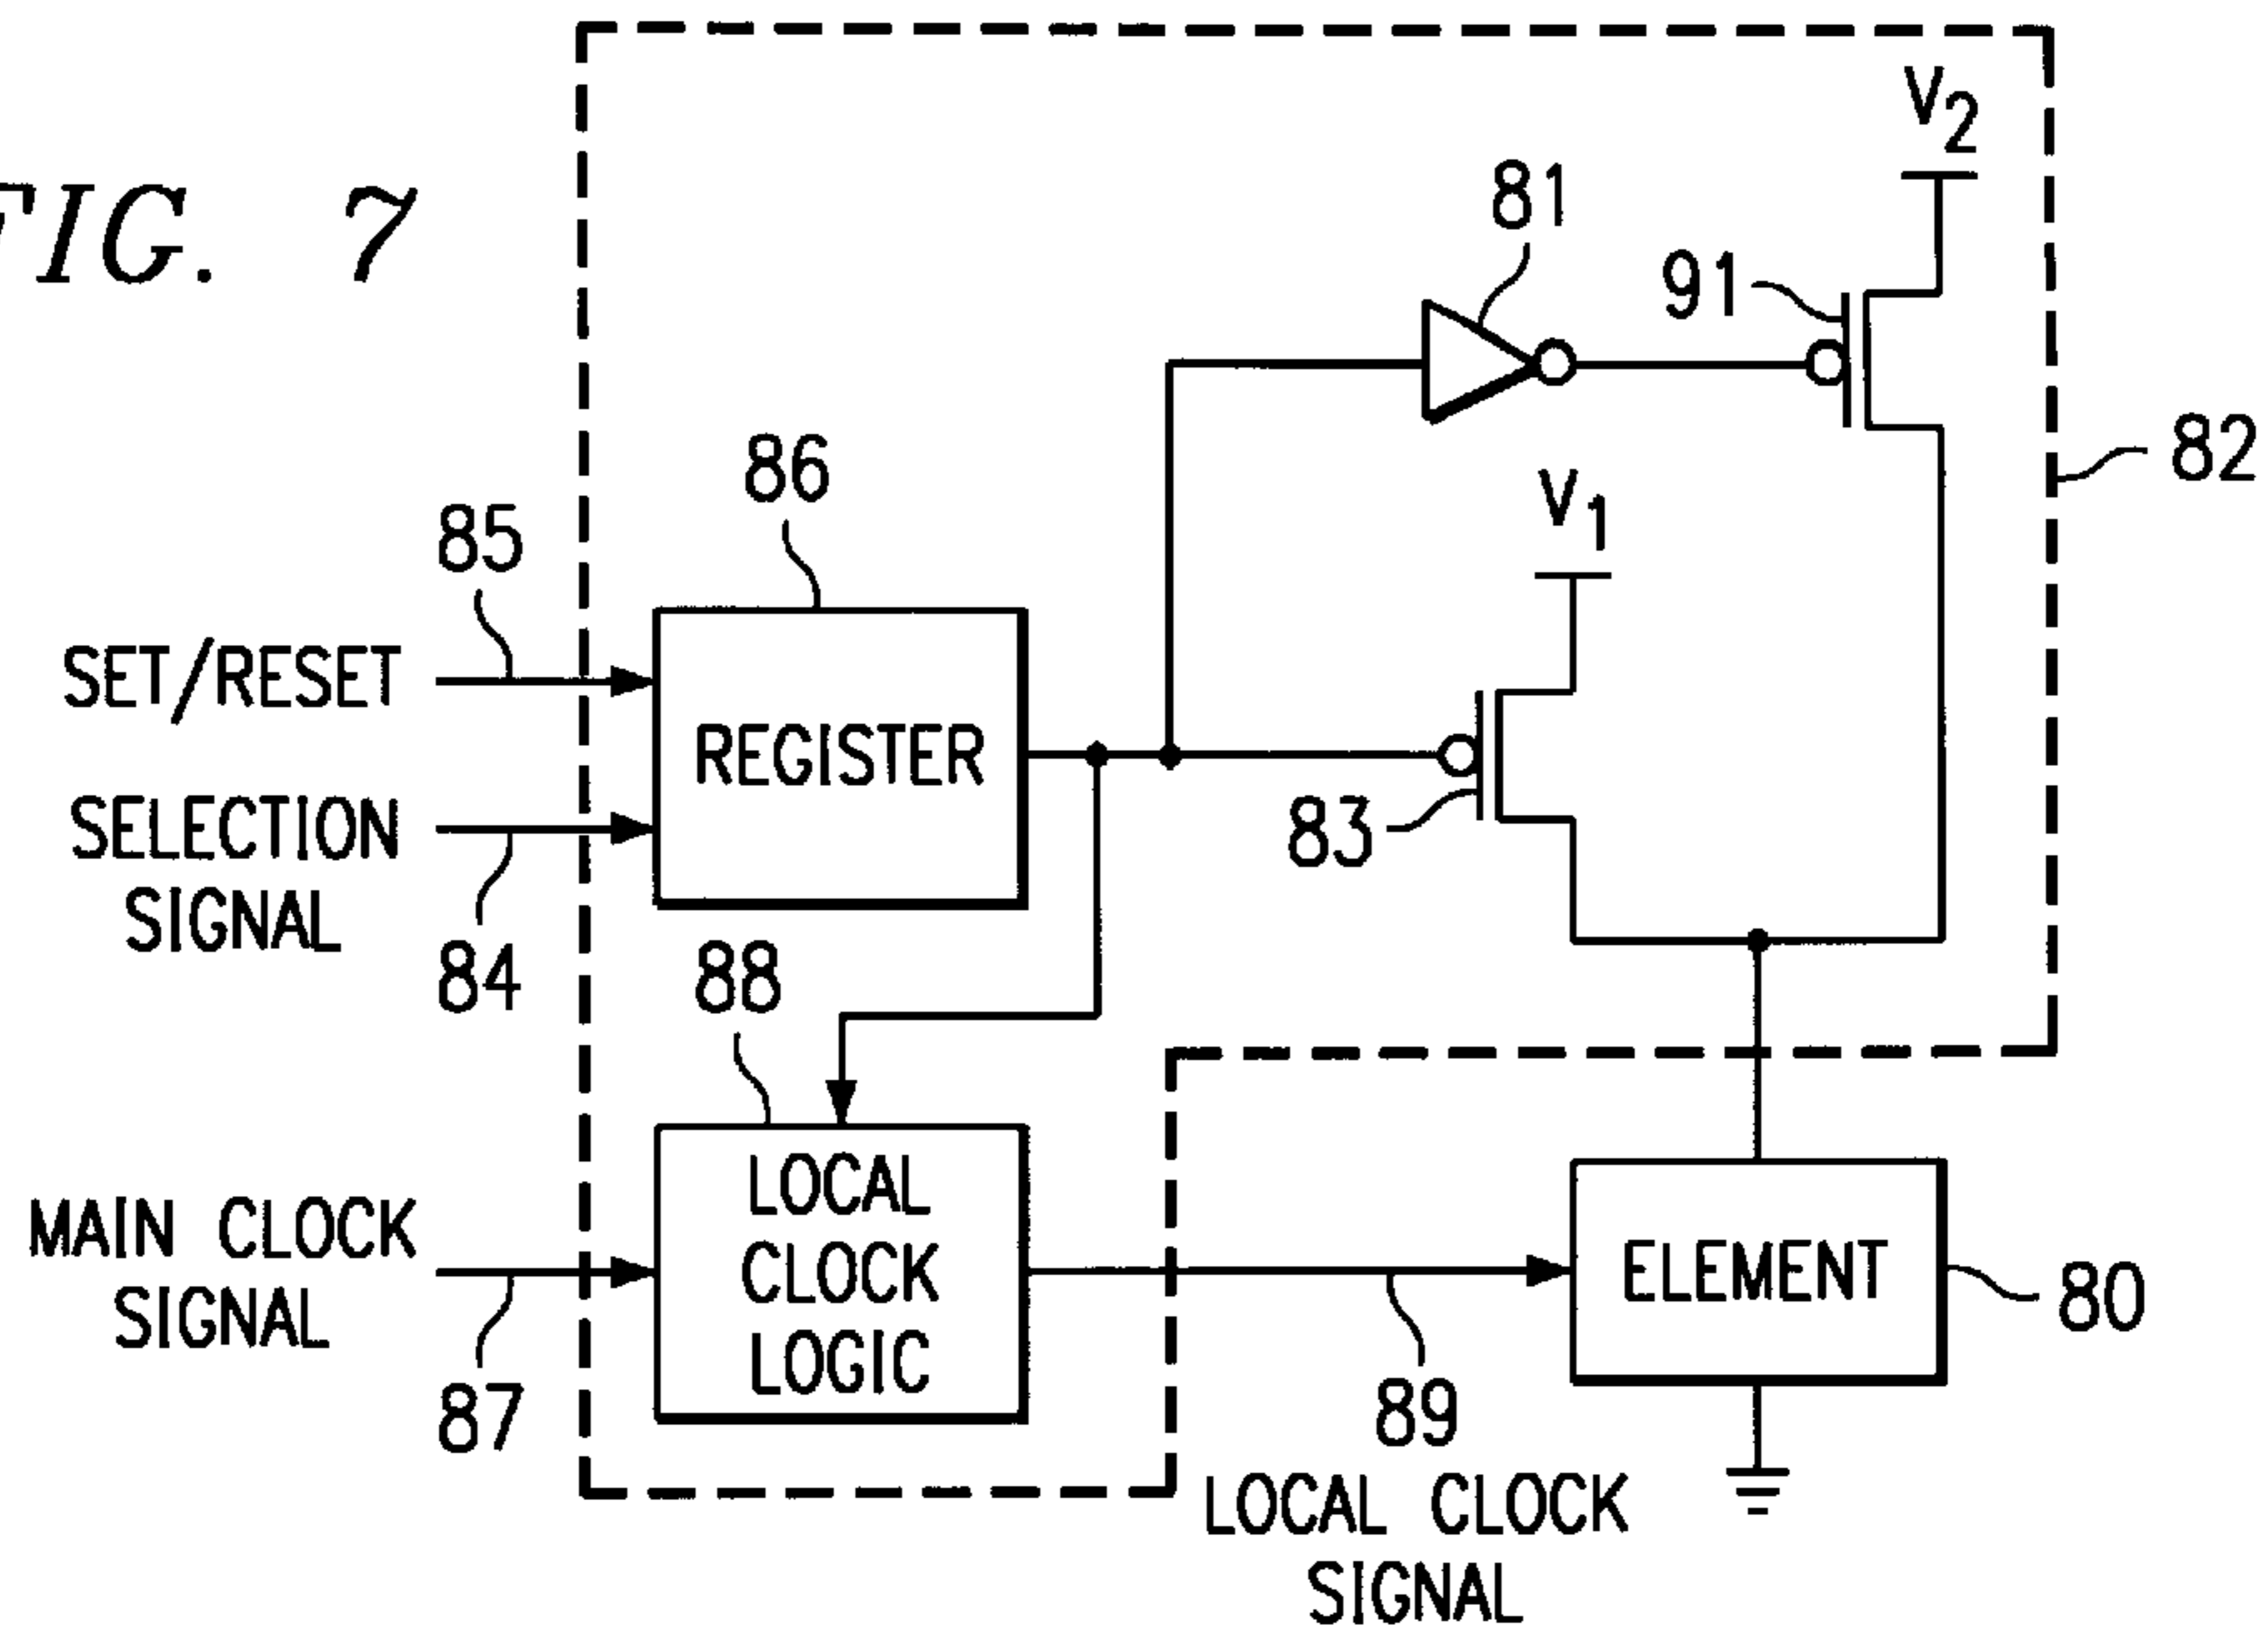 FIG. 7
V2
81
91
82
86
V1
85
SET/RESET
REGISTER
83
SELECTION
SIGNAL
84
88
LOCAL
CLOCK
LOGIC
MAIN CLOCK
SIGNAL
87
ELEMENT
80
89
LOCAL CLOCK
SIGNAL